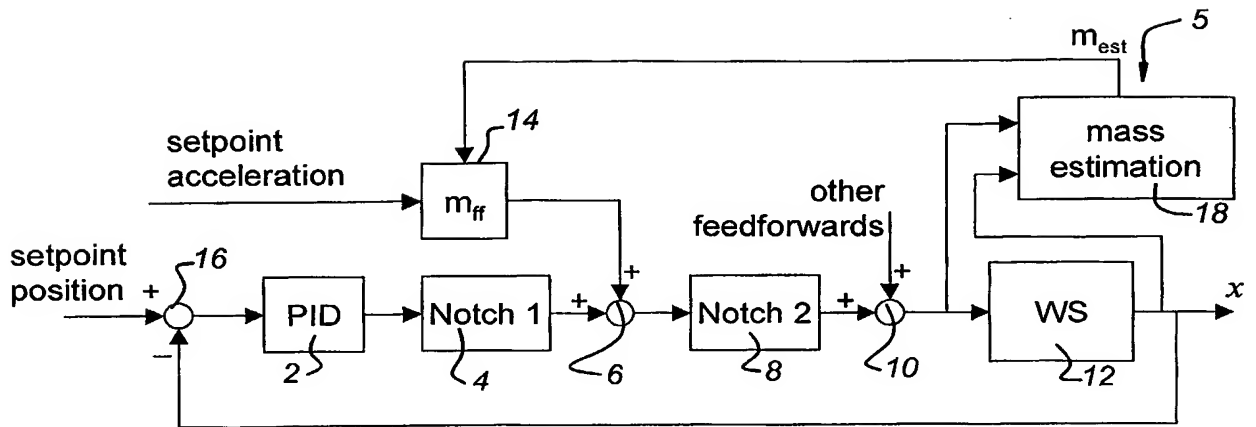 5
m_est
14
mass
estimation
18
setpoint
acceleration
m_ff
other
feedforwards
setpoint
position
16
+
−
PID
2
Notch 1
4
+
+
6
Notch 2
8
+
+
10
WS
12
x